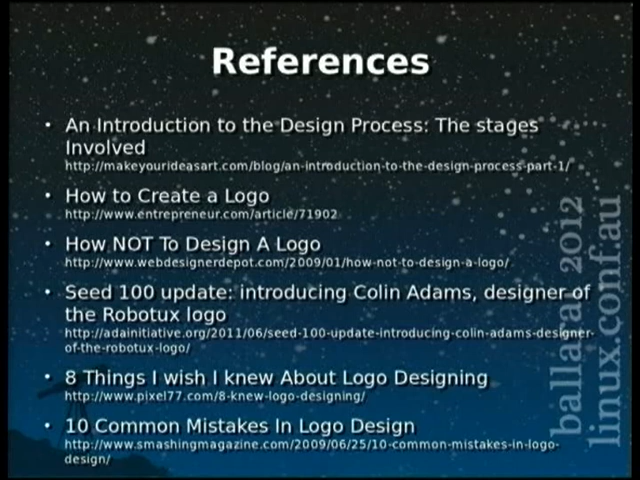 References
• An Introduction to the Design Process: The stages
Involved
http://makeyourideasart.com/blog/an-introduction-to-the-design-process-part-1/
• How to Create a Logo
http://www.entrepreneur.com/article/71902
• How NOT To Design A Logo
http://www.webdesignerdepot.com/2009/01/how-not-to-design-a-logo/
• Seed 100 update: introducing Colin Adams, designer of
the Robotux logo
http://adainitiative.org/2011/06/seed-100-update-introducing-colin-adams-designer-
of-the-robotux-logo/
• 8 Things I wish I knew About Logo Designing
http://www.pixel77.com/8-knew-logo-designing/
• 10 Common Mistakes In Logo Design
http://www.smashingmagazine.com/2009/06/25/10-common-mistakes-in-logo-
design/
ballarat 2012
linux.conf.au